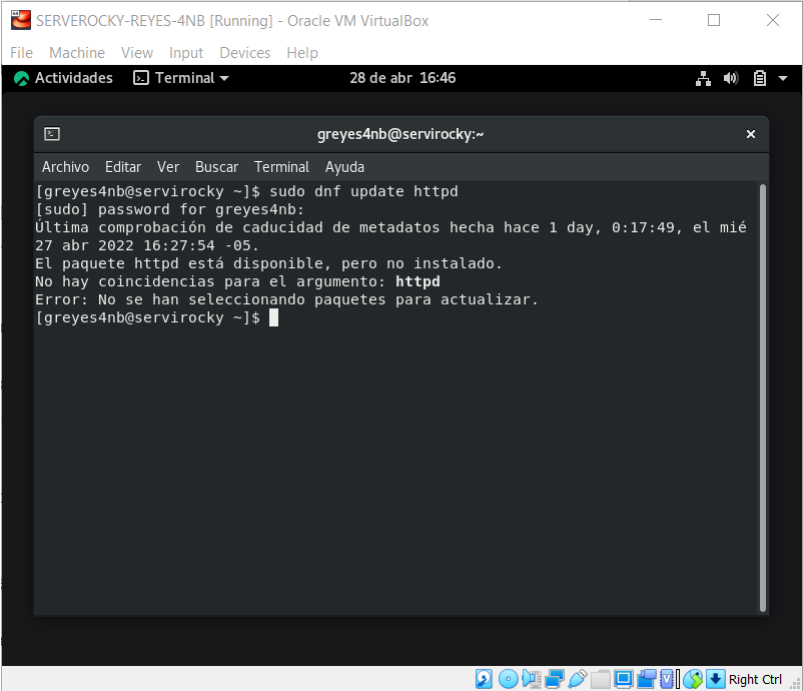 SERVEROCKY-REYES-4NB [Running] - Oracle VM VirtualBox
File Machine View Input Devices Help
Actividades Terminal 28 de abr 16:46
greyes4nb@servirocky:~
Archivo Editar Ver Buscar Terminal Ayuda
[greyes4nb@servirocky ~]$ sudo dnf update httpd
[sudo] password for greyes4nb:
Última comprobación de caducidad de metadatos hecha hace 1 day, 0:17:49, el mié
27 abr 2022 16:27:54 -05.
El paquete httpd está disponible, pero no instalado.
No hay coincidencias para el argumento: httpd
Error: No se han seleccionando paquetes para actualizar.
[greyes4nb@servirocky ~]$
Right Ctrl